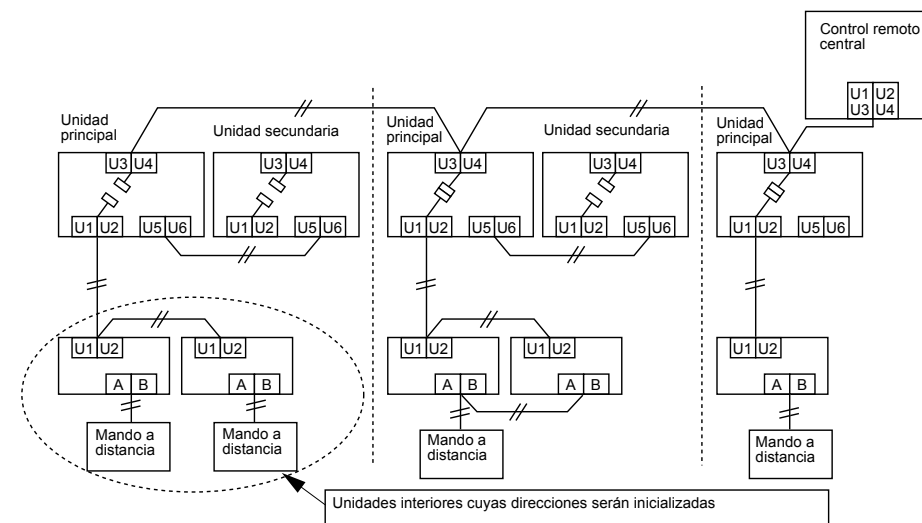 Control remoto
central
U1 U2
U3 U4
Unidad
principal
Unidad secundaria
Unidad
principal
Unidad secundaria
Unidad
principal
U3 U4
U3 U4
U3 U4
U3 U4
U3 U4
U1 U2
U5 U6
U1 U2
U5 U6
U1 U2
U5 U6
U1 U2
U5 U6
U1 U2
U5 U6
U1 U2
U1 U2
U1 U2
U1 U2
U1 U2
A B
A B
A B
A B
A B
Mando a
distancia
Mando a
distancia
Mando a
distancia
Mando a
distancia
Unidades interiores cuyas direcciones serán inicializadas